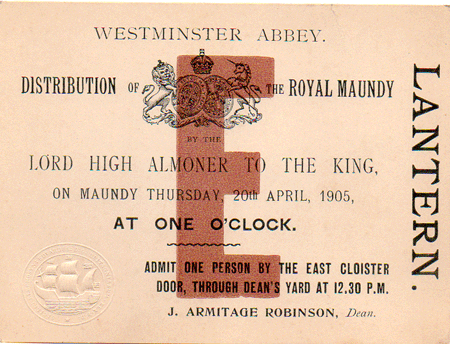 WESTMINSTER ABBEY.
DISTRIBUTION OF THE ROYAL MAUNDY
BY THE
LORD HIGH ALMONER TO THE KING,
ON MAUNDY THURSDAY, 20th APRIL, 1905,
AT ONE O'CLOCK.
ADMIT ONE PERSON BY THE EAST CLOISTER
DOOR, THROUGH DEAN'S YARD AT 12.30 P.M.
J. ARMITAGE ROBINSON, Dean.
E
LANTERN.